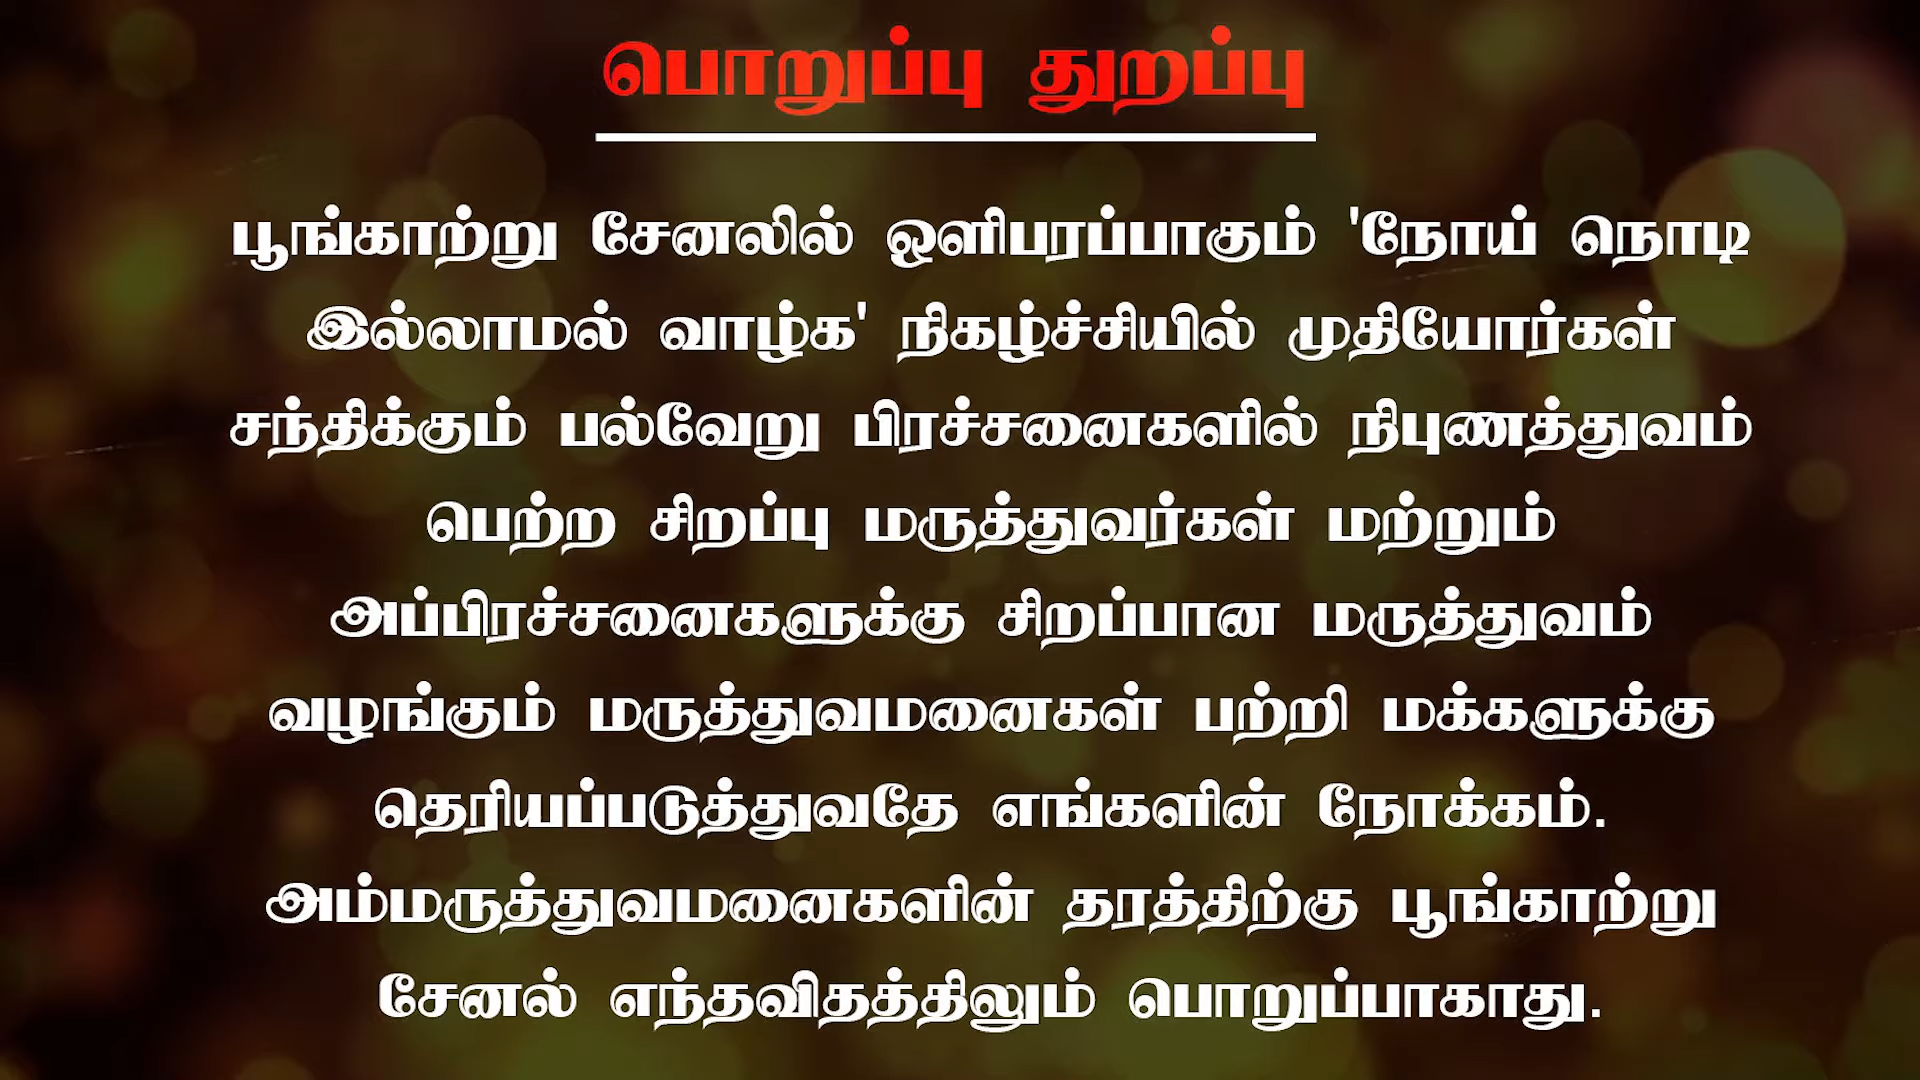 பொறுப்பு துறப்பு
பூங்காற்று சேனலில் ஒளிபரப்பாகும் 'நோய் நொடி
இல்லாமல் வாழ்க' நிகழ்ச்சியில் முதியோர்கள்
சந்திக்கும் பல்வேறு பிரச்சனைகளில் நிபுணத்துவம்
பெற்ற சிறப்பு மருத்துவர்கள் மற்றும்
அப்பிரச்சனைகளுக்கு சிறப்பான மருத்துவம்
வழங்கும் மருத்துவமனைகள் பற்றி மக்களுக்கு
தெரியப்படுத்துவதே எங்களின் நோக்கம்.
அம்மருத்துவமனைகளின் தரத்திற்கு பூங்காற்று
சேனல் எந்தவிதத்திலும் பொறுப்பாகாது.